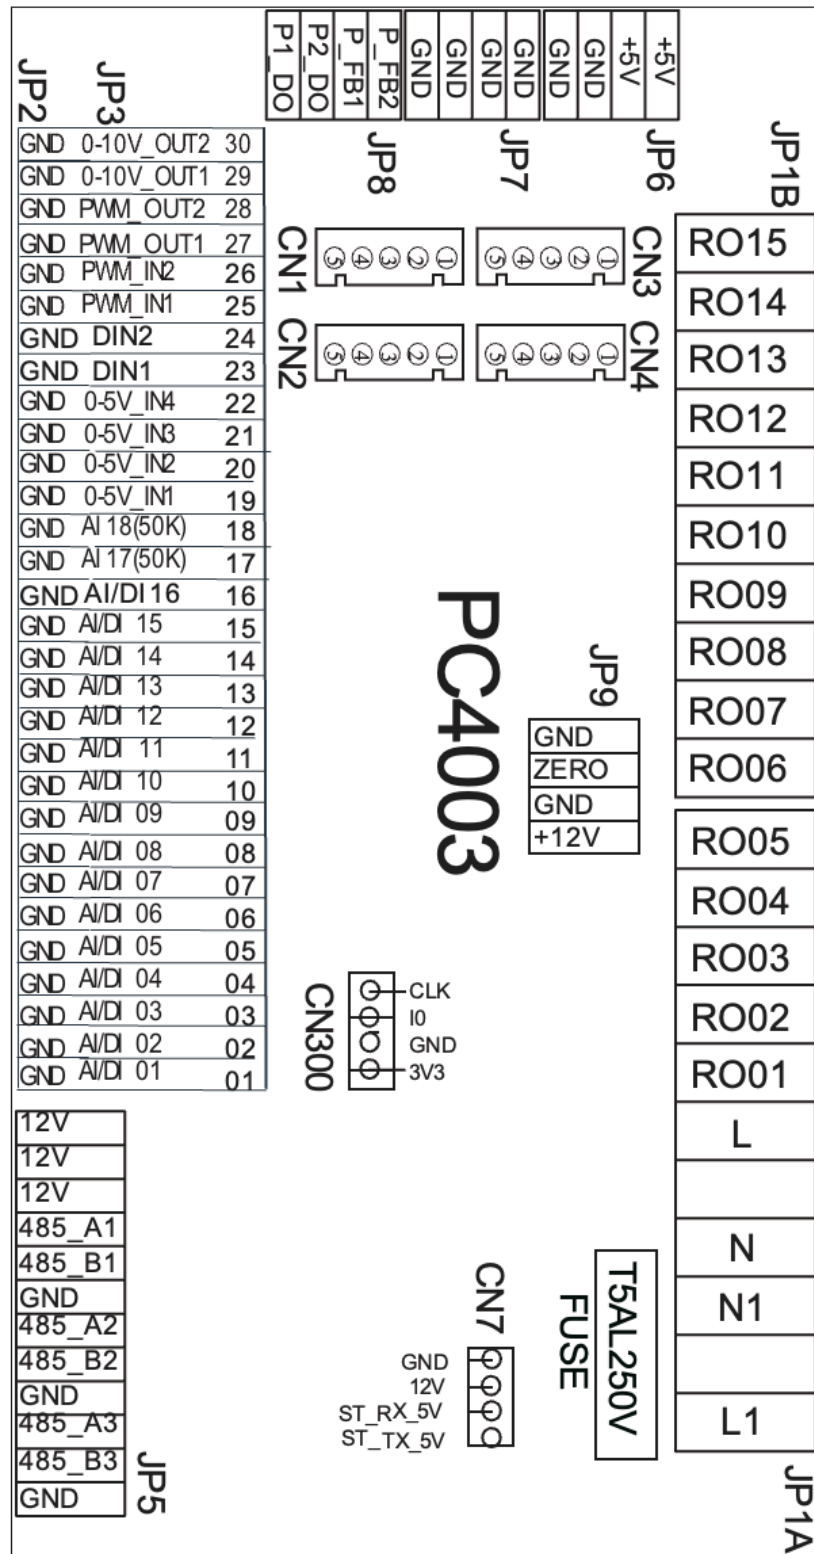 P1_DO
P2_DO
P_FB1
P_FB2
GND
GND
GND
GND
GND
GND
+5V
+5V
JP8
JP7
JP6
JP2
JP3
GND 0-10V_OUT2 30
GND 0-10V_OUT1 29
GND PWM_OUT2 28
GND PWM_OUT1 27
GND PWM_IN2 26
GND PWM_IN1 25
GND DIN2 24
GND DIN1 23
GND 0-5V_IN4 22
GND 0-5V_IN3 21
GND 0-5V_IN2 20
GND 0-5V_IN1 19
GND AI 18(50K) 18
GND AI 17(50K) 17
GND AI/DI 16 16
GND AI/DI 15 15
GND AI/DI 14 14
GND AI/DI 13 13
GND AI/DI 12 12
GND AI/DI 11 11
GND AI/DI 10 10
GND AI/DI 09 09
GND AI/DI 08 08
GND AI/DI 07 07
GND AI/DI 06 06
GND AI/DI 05 05
GND AI/DI 04 04
GND AI/DI 03 03
GND AI/DI 02 02
GND AI/DI 01 01
CN1
⑤④③②①
⑤④③②①
CN3
CN2
⑤④③②①
⑤④③②①
CN4
PC4003
JP9
GND
ZERO
GND
+12V
CN300
CLK
I0
GND
3V3
JP1B
RO15
RO14
RO13
RO12
RO11
RO10
RO09
RO08
RO07
RO06
RO05
RO04
RO03
RO02
RO01
L
N
N1
L1
JP1A
12V
12V
12V
485_A1
485_B1
GND
485_A2
485_B2
GND
485_A3
485_B3
GND
JP5
CN7
GND
12V
ST_RX_5V
ST_TX_5V
FUSE
T5AL250V